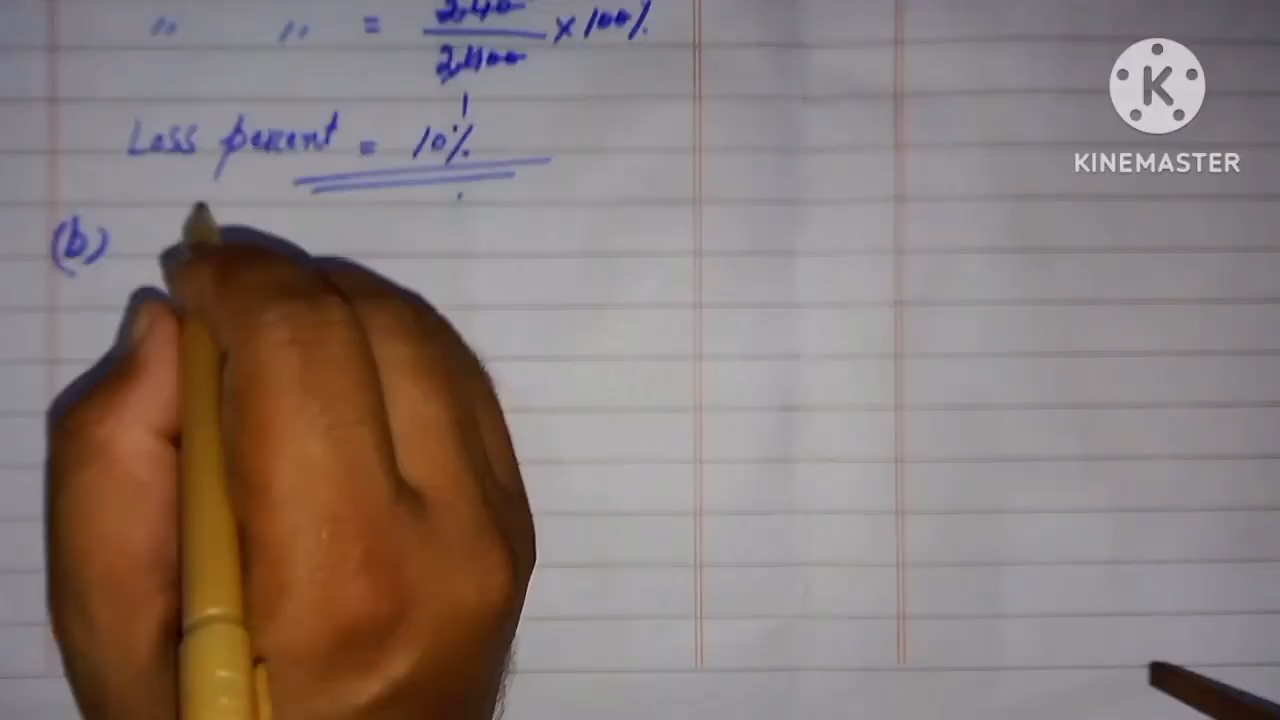 " " = 240/2400 × 100%
Loss percent = 10%
(b)
K
KINEMASTER